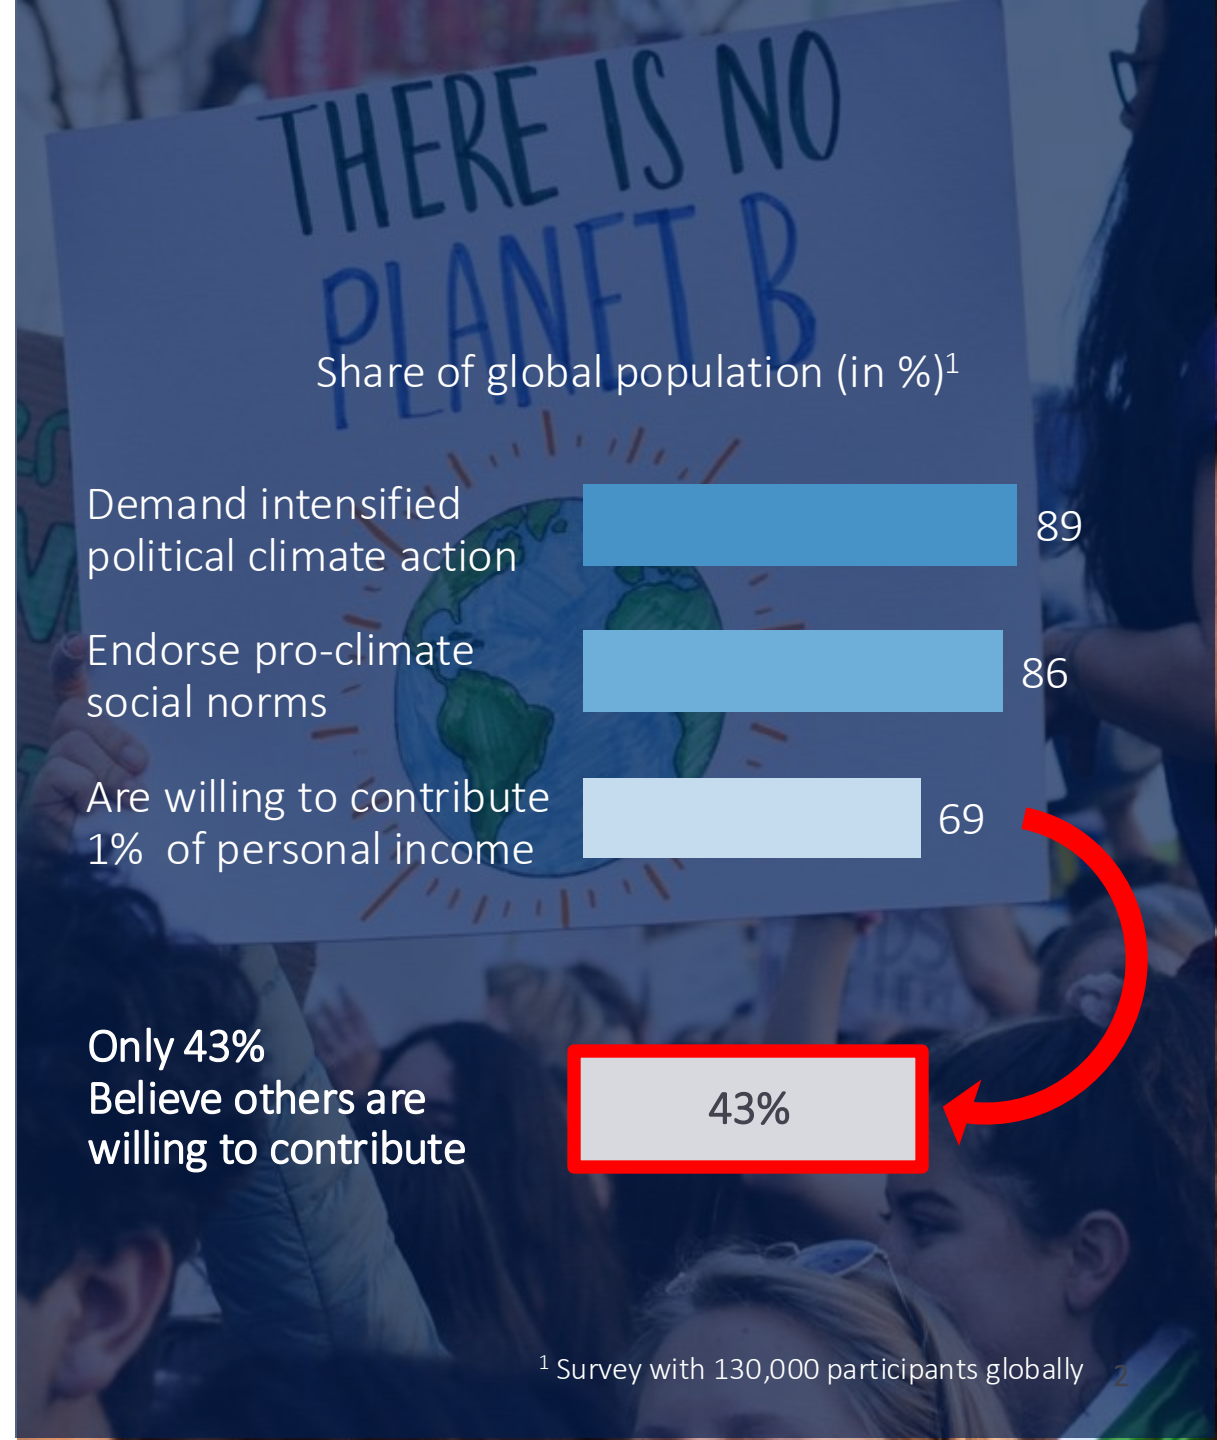 THERE IS NO
PLANET B
Share of global population (in %)¹
Demand intensified
political climate action
89
Endorse pro-climate
social norms
86
Are willing to contribute
1% of personal income
69
Only 43%
Believe others are
willing to contribute
43%
¹ Survey with 130,000 participants globally
2